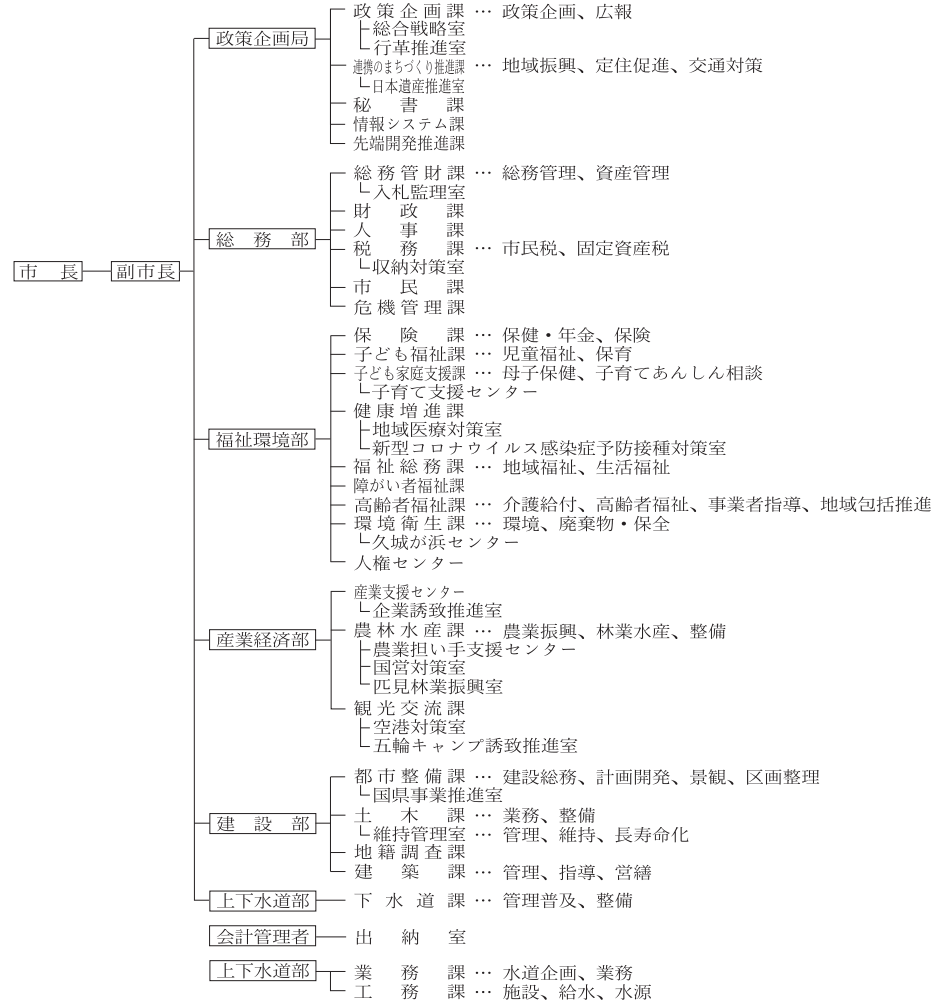 市長
副市長
政策企画局
政策企画課 … 政策企画、広報
総合戦略室
行革推進室
連携のまちづくり推進課 … 地域振興、定住促進、交通対策
日本遺産推進室
秘書課
情報システム課
先端開発推進課
総務部
総務管財課 … 総務管理、資産管理
入札監理室
財政課
人事課
税務課 … 市民税、固定資産税
収納対策室
市民課
危機管理課
福祉環境部
保険課 … 保健・年金、保険
子ども福祉課 … 児童福祉、保育
子ども家庭支援課 … 母子保健、子育てあんしん相談
子育て支援センター
健康増進課
地域医療対策室
新型コロナウイルス感染症予防接種対策室
福祉総務課 … 地域福祉、生活福祉
障がい者福祉課
高齢者福祉課 … 介護給付、高齢者福祉、事業者指導、地域包括推進
環境衛生課 … 環境、廃棄物・保全
久城が浜センター
人権センター
産業経済部
産業支援センター
企業誘致推進室
農林水産課 … 農業振興、林業水産、整備
農業担い手支援センター
国営対策室
匹見林業振興室
観光交流課
空港対策室
五輪キャンプ誘致推進室
建設部
都市整備課 … 建設総務、計画開発、景観、区画整理
国県事業推進室
土木課 … 業務、整備
維持管理室 … 管理、維持、長寿命化
地籍調査課
建築課 … 管理、指導、営繕
上下水道部
下水道課 … 管理普及、整備
会計管理者
出納室
上下水道部
業務課 … 水道企画、業務
工務課 … 施設、給水、水源